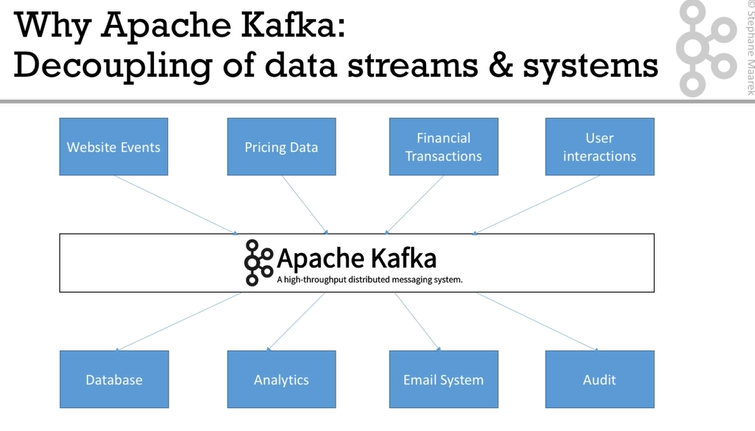 Why Apache Kafka:
Decoupling of data streams & systems
© Stephane Maarek
Website Events
Pricing Data
Financial
Transactions
User
interactions
Apache Kafka
A high-throughput distributed messaging system.
Database
Analytics
Email System
Audit